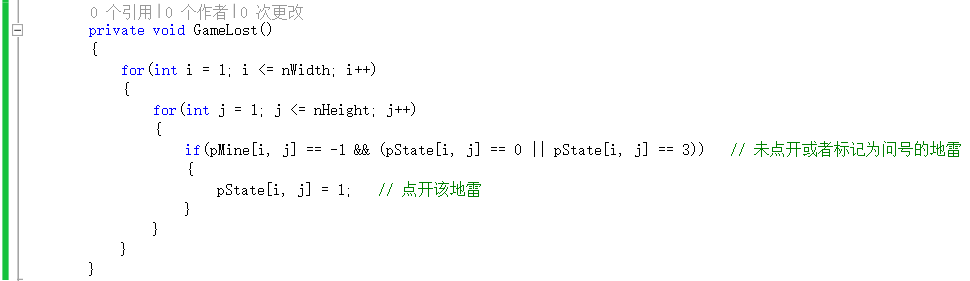 0 个引用|0 个作者|0 次更改
private void GameLost()
{
for(int i = 1; i <= nWidth; i++)
{
for(int j = 1; j <= nHeight; j++)
{
if(pMine[i, j] == -1 && (pState[i, j] == 0 || pState[i, j] == 3)) // 未点开或者标记为问号的地雷
{
pState[i, j] = 1; // 点开该地雷
}
}
}
}